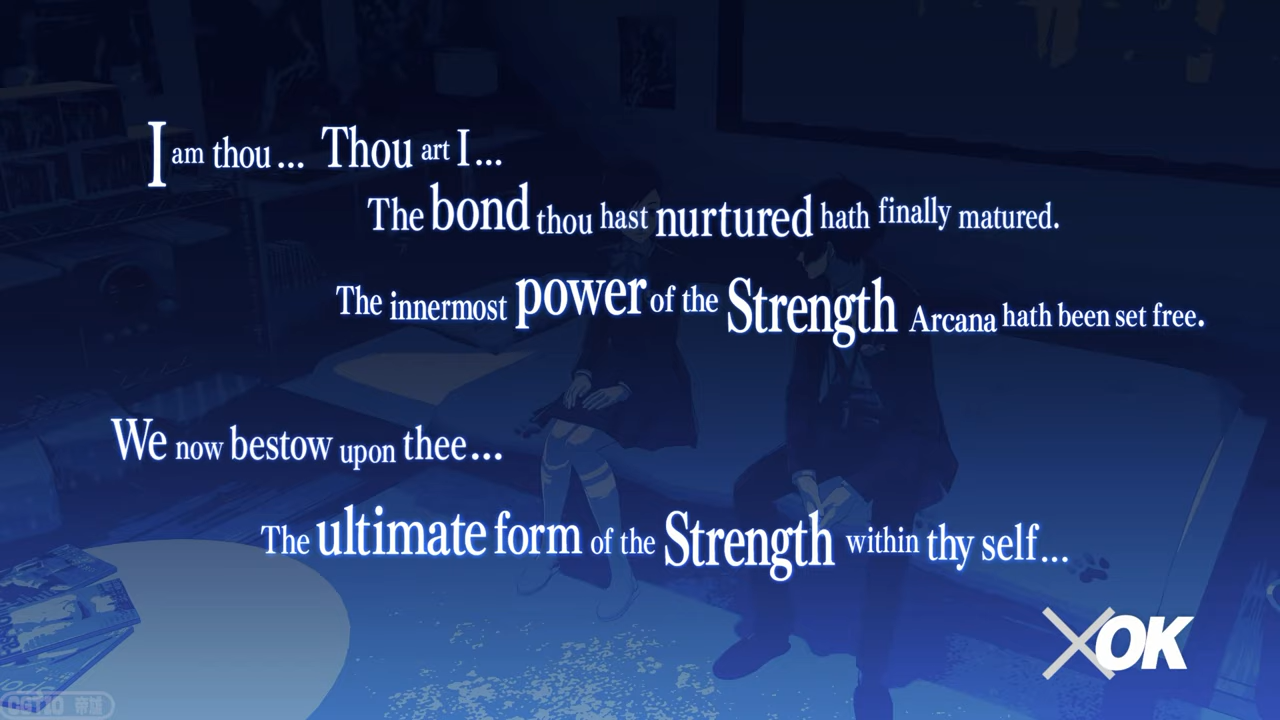 I am thou... Thou art I...
The bond thou hast nurtured hath finally matured.
The innermost power of the Strength Arcana hath been set free.
We now bestow upon thee...
The ultimate form of the Strength within thy self...
OK